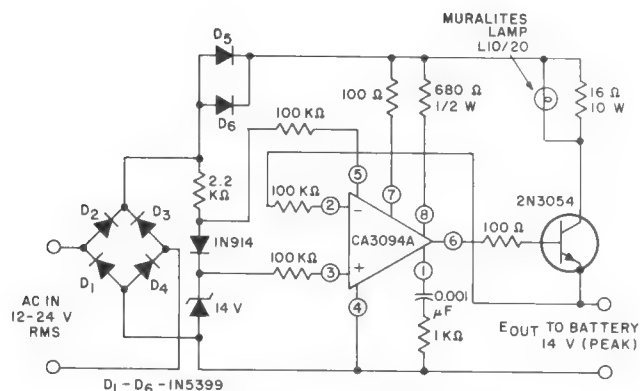 MURALITES
LAMP
L10/20
D5
D6
100 Ω
680 Ω
1/2 W
16 Ω
10 W
100 KΩ
2.2
KΩ
5
7
8
2N3054
D2
D3
100 KΩ
2
−
CA3094A
6
100 Ω
1N914
100 KΩ
3
+
D1
D4
4
1
0.001
μF
1 KΩ
14 V
AC IN
12-24 V
RMS
EOUT TO BATTERY
14 V (PEAK)
D1-D6-1N5399